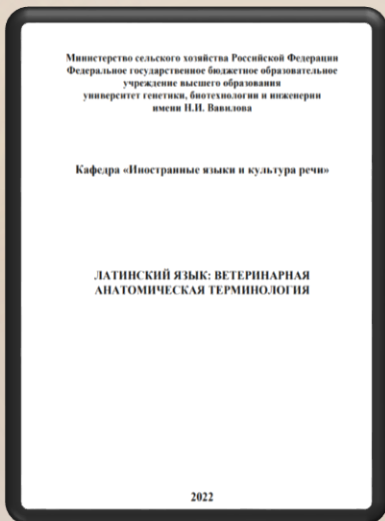 Министерство сельского хозяйства Российской Федерации
Федеральное государственное бюджетное образовательное
учреждение высшего образования
университет генетики, биотехнологии и инженерии
имени Н.И. Вавилова
Кафедра «Иностранные языки и культура речи»
ЛАТИНСКИЙ ЯЗЫК: ВЕТЕРИНАРНАЯ
АНАТОМИЧЕСКАЯ ТЕРМИНОЛОГИЯ
2022